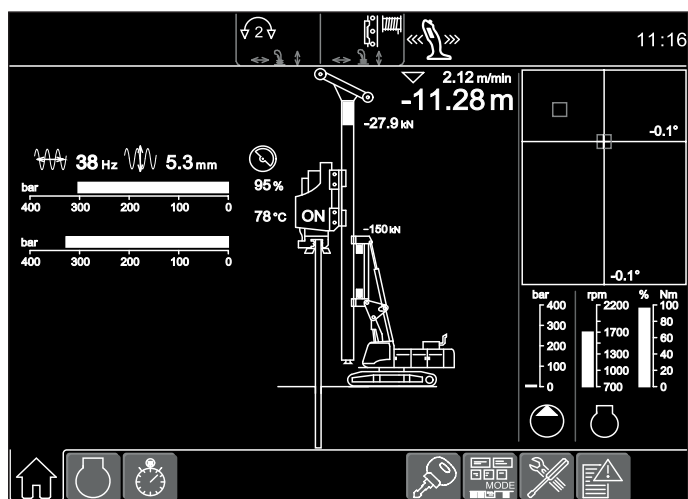 2
11:16
2.12 m/min
-11.28 m
-27.9 kN
-0.1°
38 Hz 5.3 mm
95 %
bar
400 300 200 100 0
78 °C ON
-150 kN
bar
400 300 200 100 0
-0.1°
bar rpm % Nm
400 2200 100
300 1700 80
200 1300 60
100 1000 40
0 700 20
0
MODE